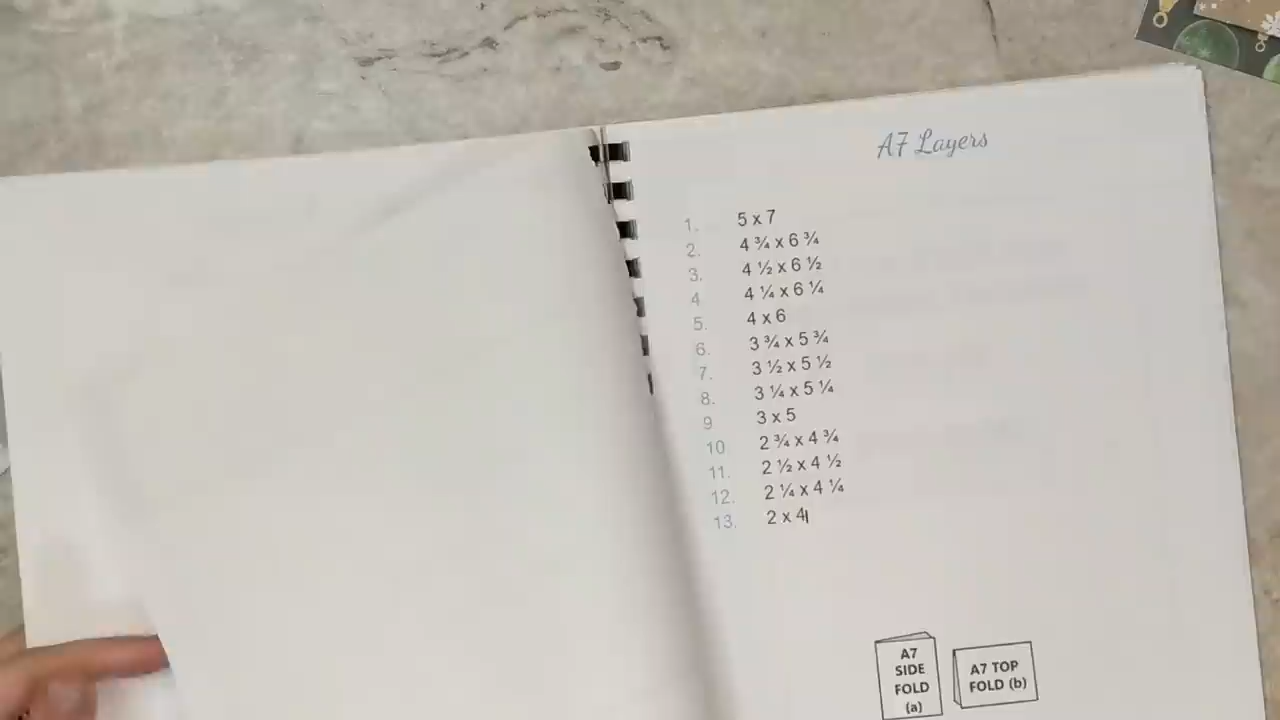 A7 Layers
1. 5 x 7
2. 4 ¾ x 6 ¾
3. 4 ½ x 6 ½
4 4 ¼ x 6 ¼
5. 4 x 6
6. 3 ¾ x 5 ¾
7. 3 ½ x 5 ½
8. 3 ¼ x 5 ¼
9 3 x 5
10 2 ¾ x 4 ¾
11. 2 ½ x 4 ½
12. 2 ¼ x 4 ¼
13. 2 x 4|
A7
SIDE
FOLD
(a)
A7 TOP
FOLD (b)